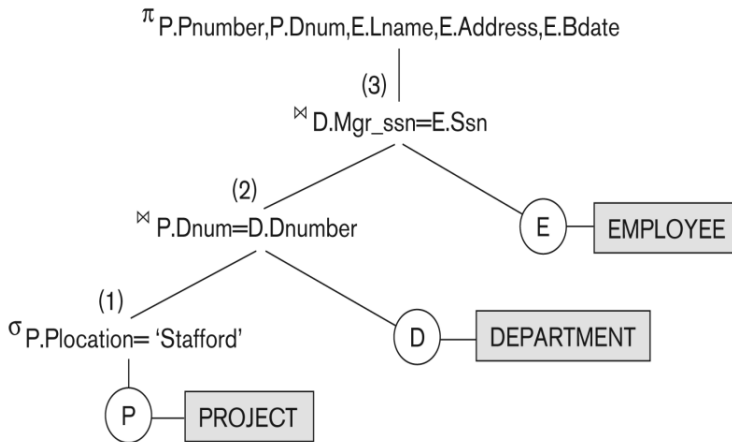 π P.Pnumber,P.Dnum,E.Lname,E.Address,E.Bdate
(3)
⋈ D.Mgr_ssn=E.Ssn
(2)
⋈ P.Dnum=D.Dnumber
E
EMPLOYEE
(1)
σ P.Plocation= ‘Stafford’
D
DEPARTMENT
P
PROJECT